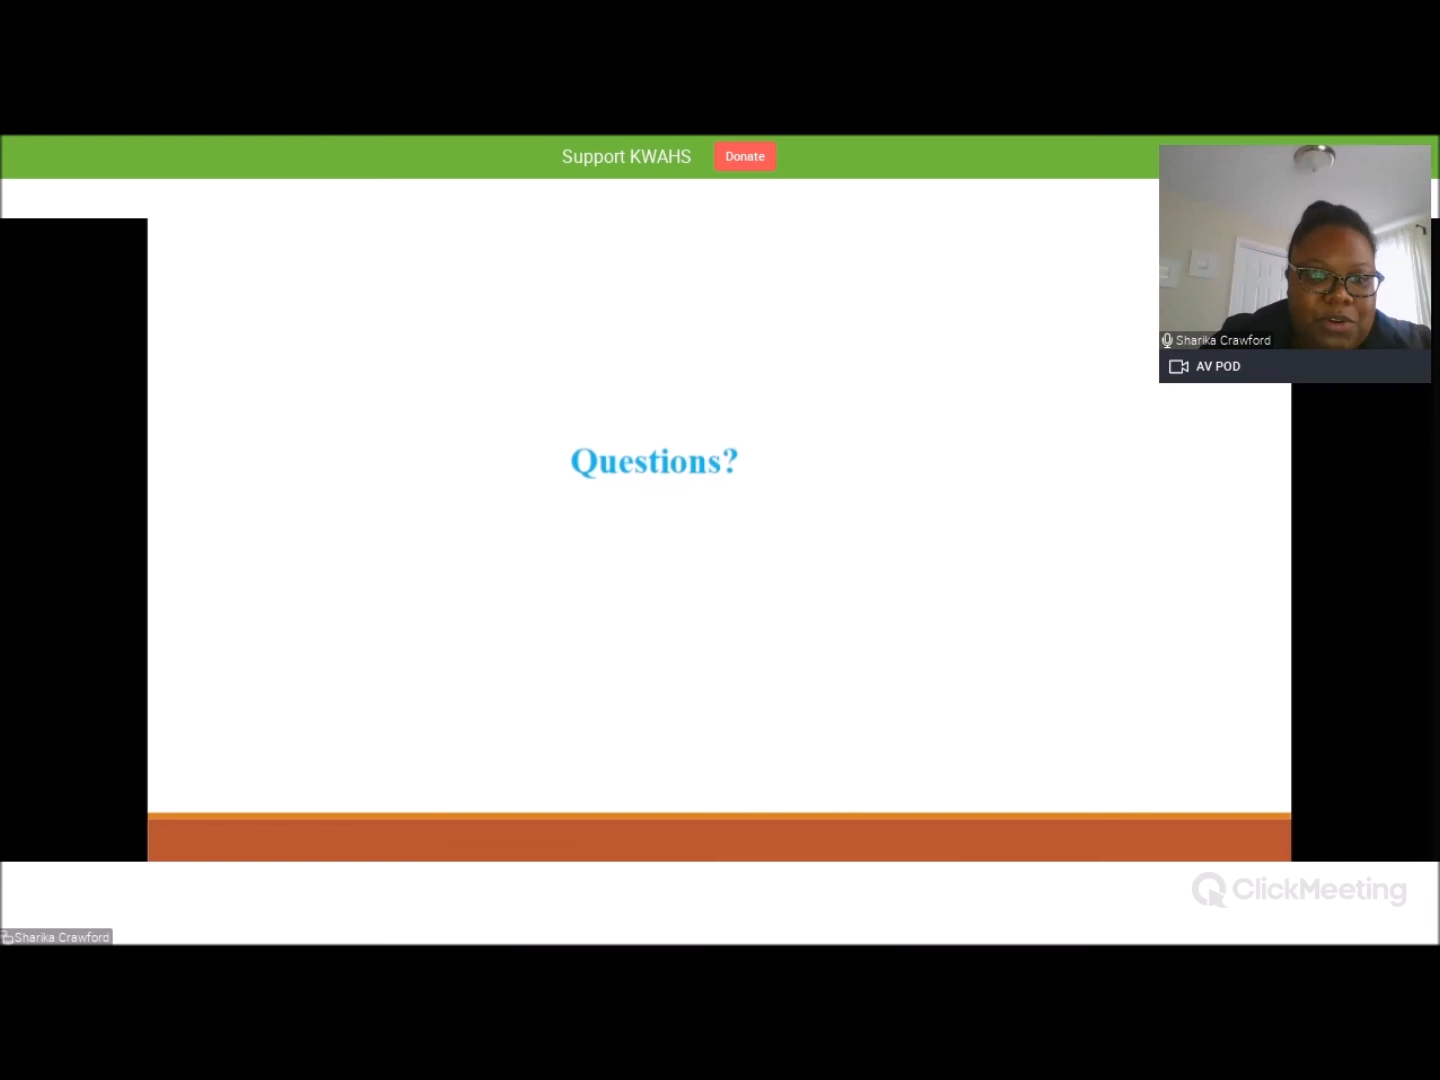 Support KWAHS
Donate
Sharika Crawford
AV POD
Questions?
ClickMeeting
Sharika Crawford